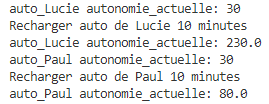 auto_Lucie autonomie_actuelle: 30
Recharger auto de Lucie 10 minutes
auto_Lucie autonomie_actuelle: 230.0
auto_Paul autonomie_actuelle: 30
Recharger auto de Paul 10 minutes
auto_Paul autonomie_actuelle: 80.0